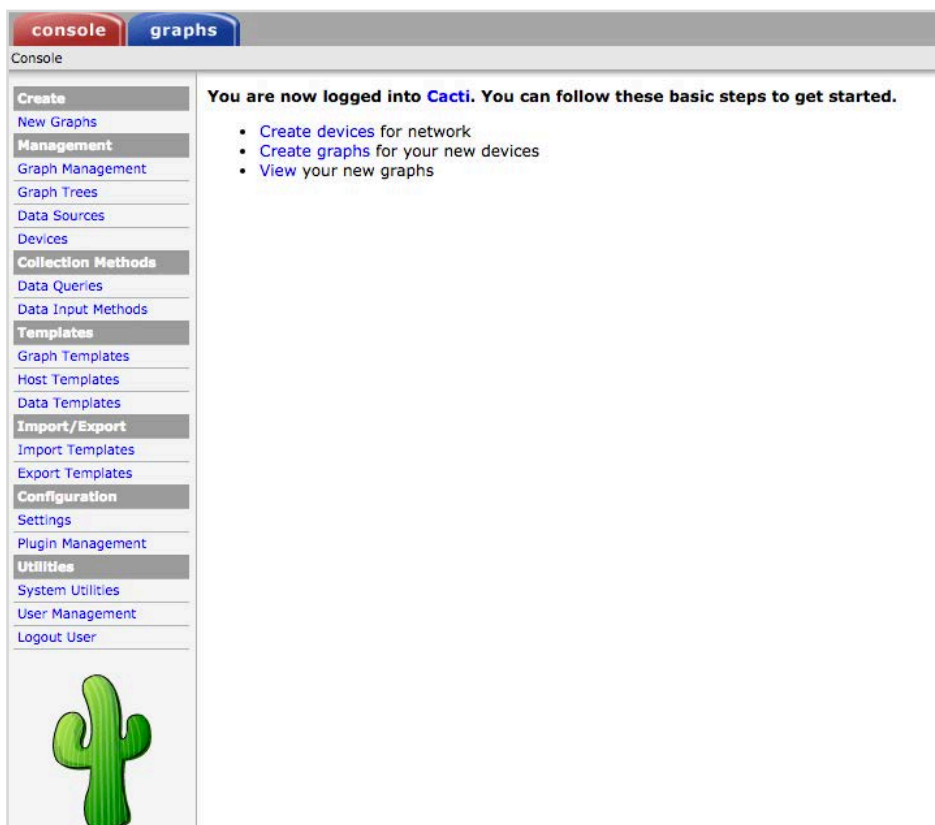 console graphs
Console
Create
New Graphs
Management
Graph Management
Graph Trees
Data Sources
Devices
Collection Methods
Data Queries
Data Input Methods
Templates
Graph Templates
Host Templates
Data Templates
Import/Export
Import Templates
Export Templates
Configuration
Settings
Plugin Management
Utilities
System Utilities
User Management
Logout User
You are now logged into Cacti. You can follow these basic steps to get started.
• Create devices for network
• Create graphs for your new devices
• View your new graphs